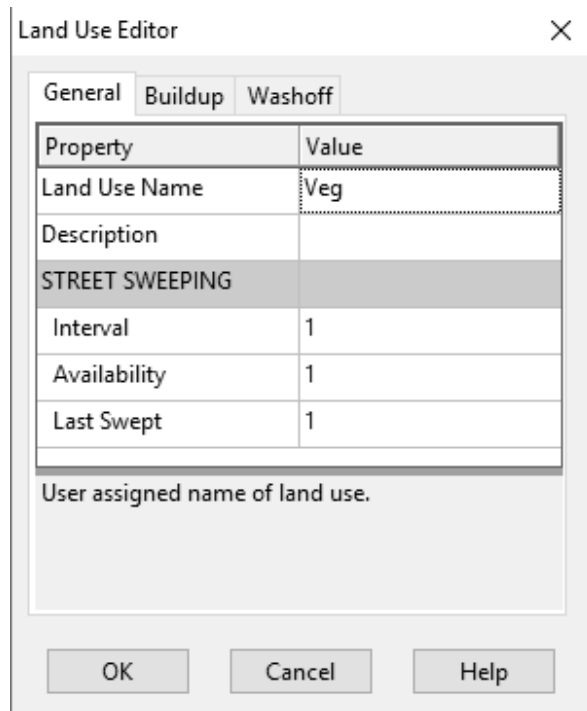 Land Use Editor
General Buildup Washoff
Property Value
Land Use Name Veg
Description
STREET SWEEPING
Interval 1
Availability 1
Last Swept 1
User assigned name of land use.
OK Cancel Help